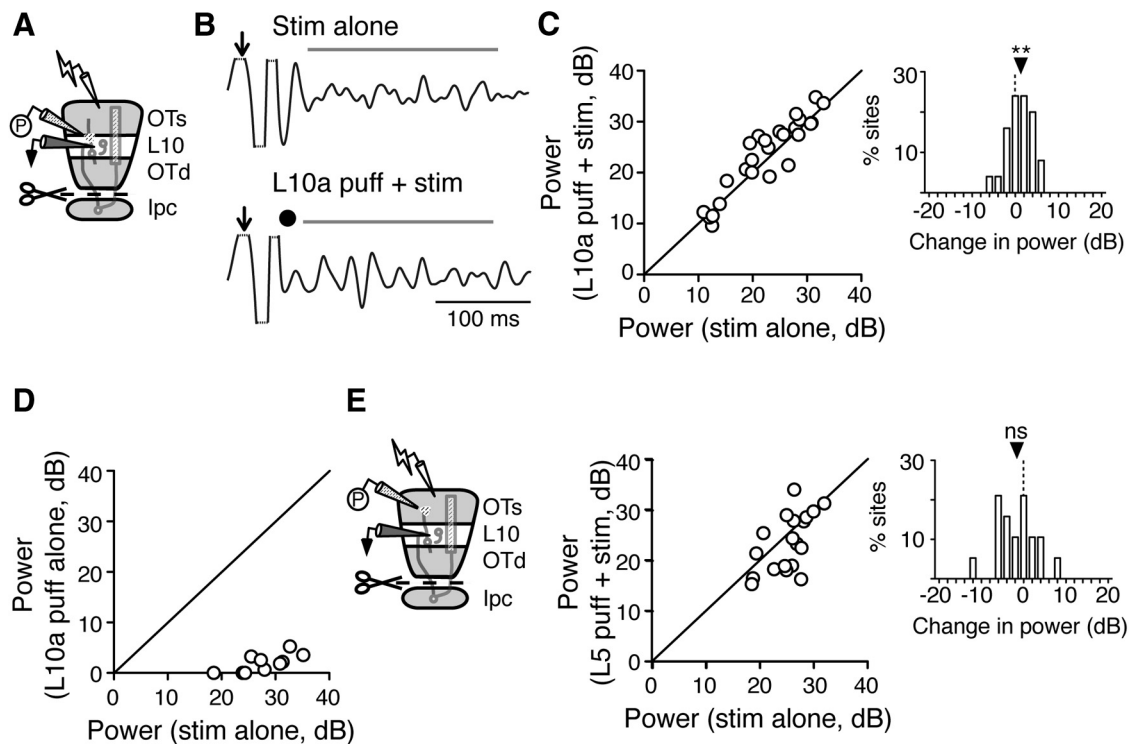 A
P
OTs
L10
OTd
Ipc
B
Stim alone
L10a puff + stim
100 ms
C
Power
(L10a puff + stim, dB)
40
30
20
10
0
0 10 20 30 40
Power (stim alone, dB)
**
% sites
30
10
-20 -10 0 10 20
Change in power (dB)
D
Power
(L10a puff alone, dB)
40
30
20
10
0
0 10 20 30 40
Power (stim alone, dB)
E
P
OTs
L10
OTd
Ipc
Power
(L5 puff + stim, dB)
40
30
20
10
0
0 10 20 30 40
Power (stim alone, dB)
ns
% sites
30
10
-20 -10 0 10 20
Change in power (dB)